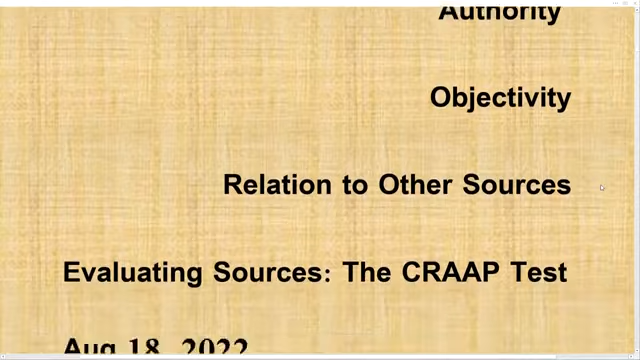 Authority
Objectivity
Relation to Other Sources
Evaluating Sources: The CRAAP Test
Aug 18, 2022